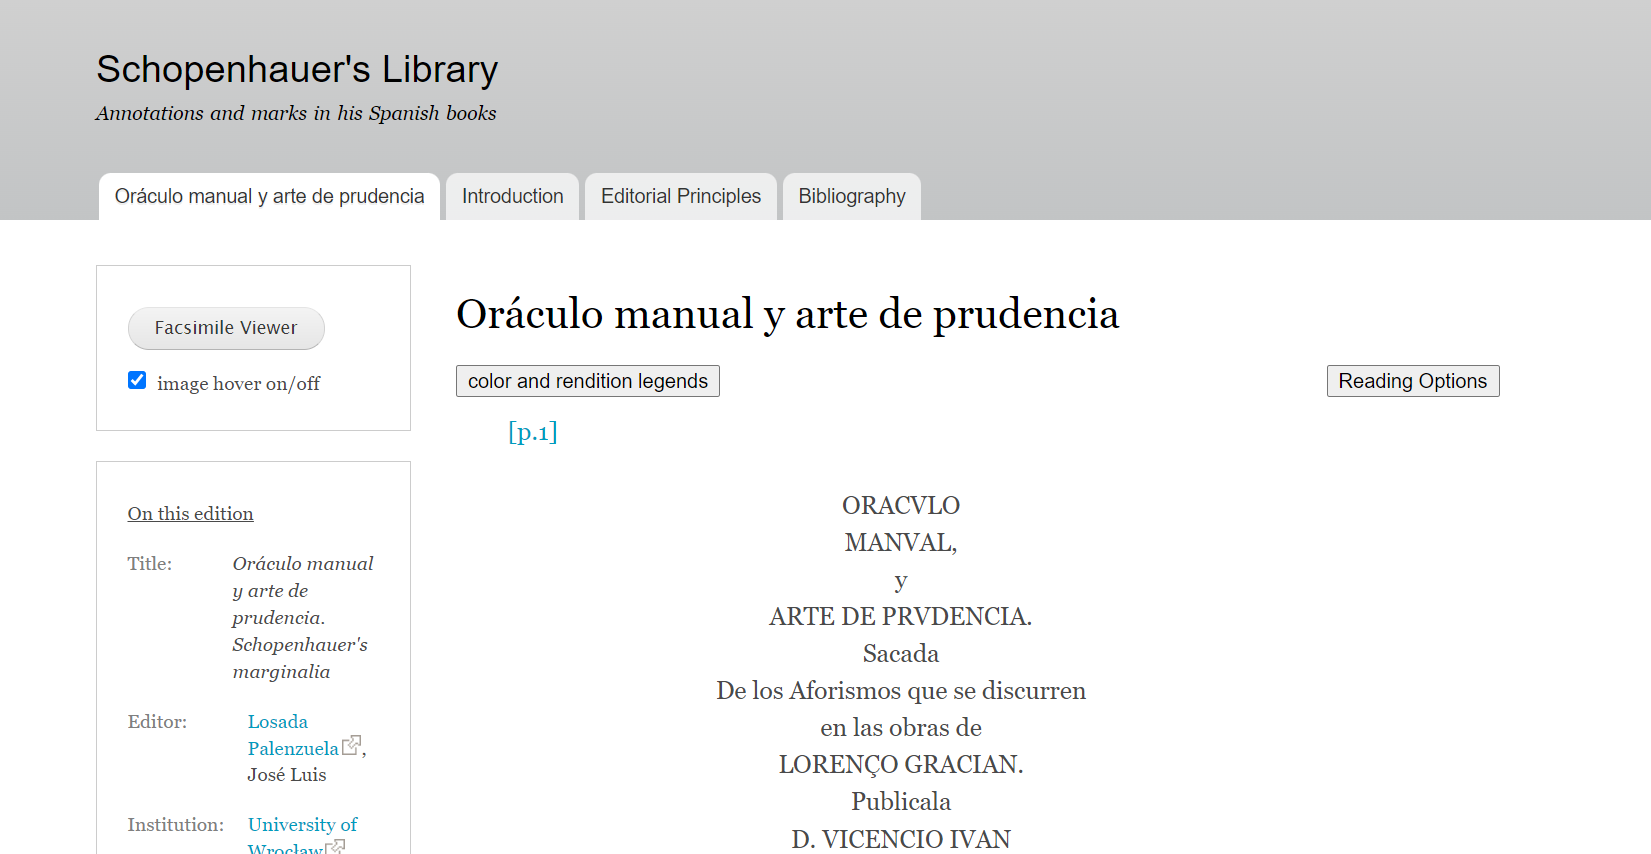 Schopenhauer's Library
Annotations and marks in his Spanish books
Oráculo manual y arte de prudencia
Introduction
Editorial Principles
Bibliography
Facsimile Viewer
image hover on/off
On this edition
Title:
Oráculo manual
y arte de
prudencia.
Schopenhauer's
marginalia
Editor:
Losada
Palenzuela,
José Luis
Institution:
University of
Wrocław
Oráculo manual y arte de prudencia
color and rendition legends
Reading Options
[p.1]
ORACVLO
MANVAL,
y
ARTE DE PRVDENCIA.
Sacada
De los Aforismos que se discurren
en las obras de
LORENÇO GRACIAN.
Publicala
D. VICENCIO IVAN